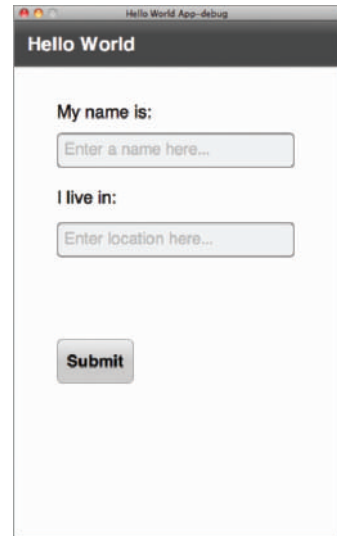 Hello World App-debug
Hello World
My name is:
Enter a name here...
I live in:
Enter location here...
Submit